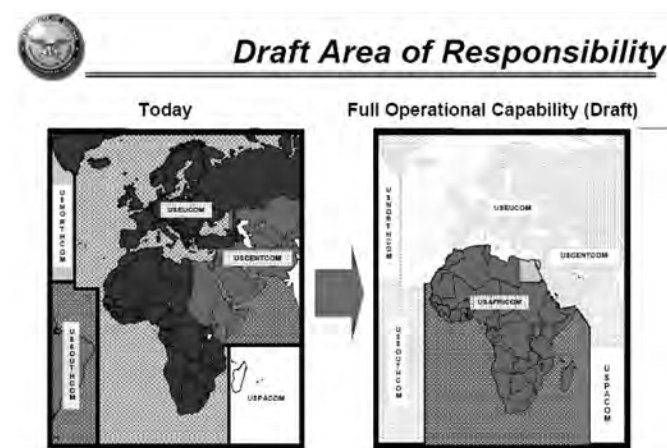 Draft Area of Responsibility
Today
Full Operational Capability (Draft)
USNORTHCOM
USEUCOM
USCENTCOM
USSOUTHCOM
USPACOM
USNORTHCOM
USEUCOM
USCENTCOM
USAFRICOM
USSOUTHCOM
USPACOM